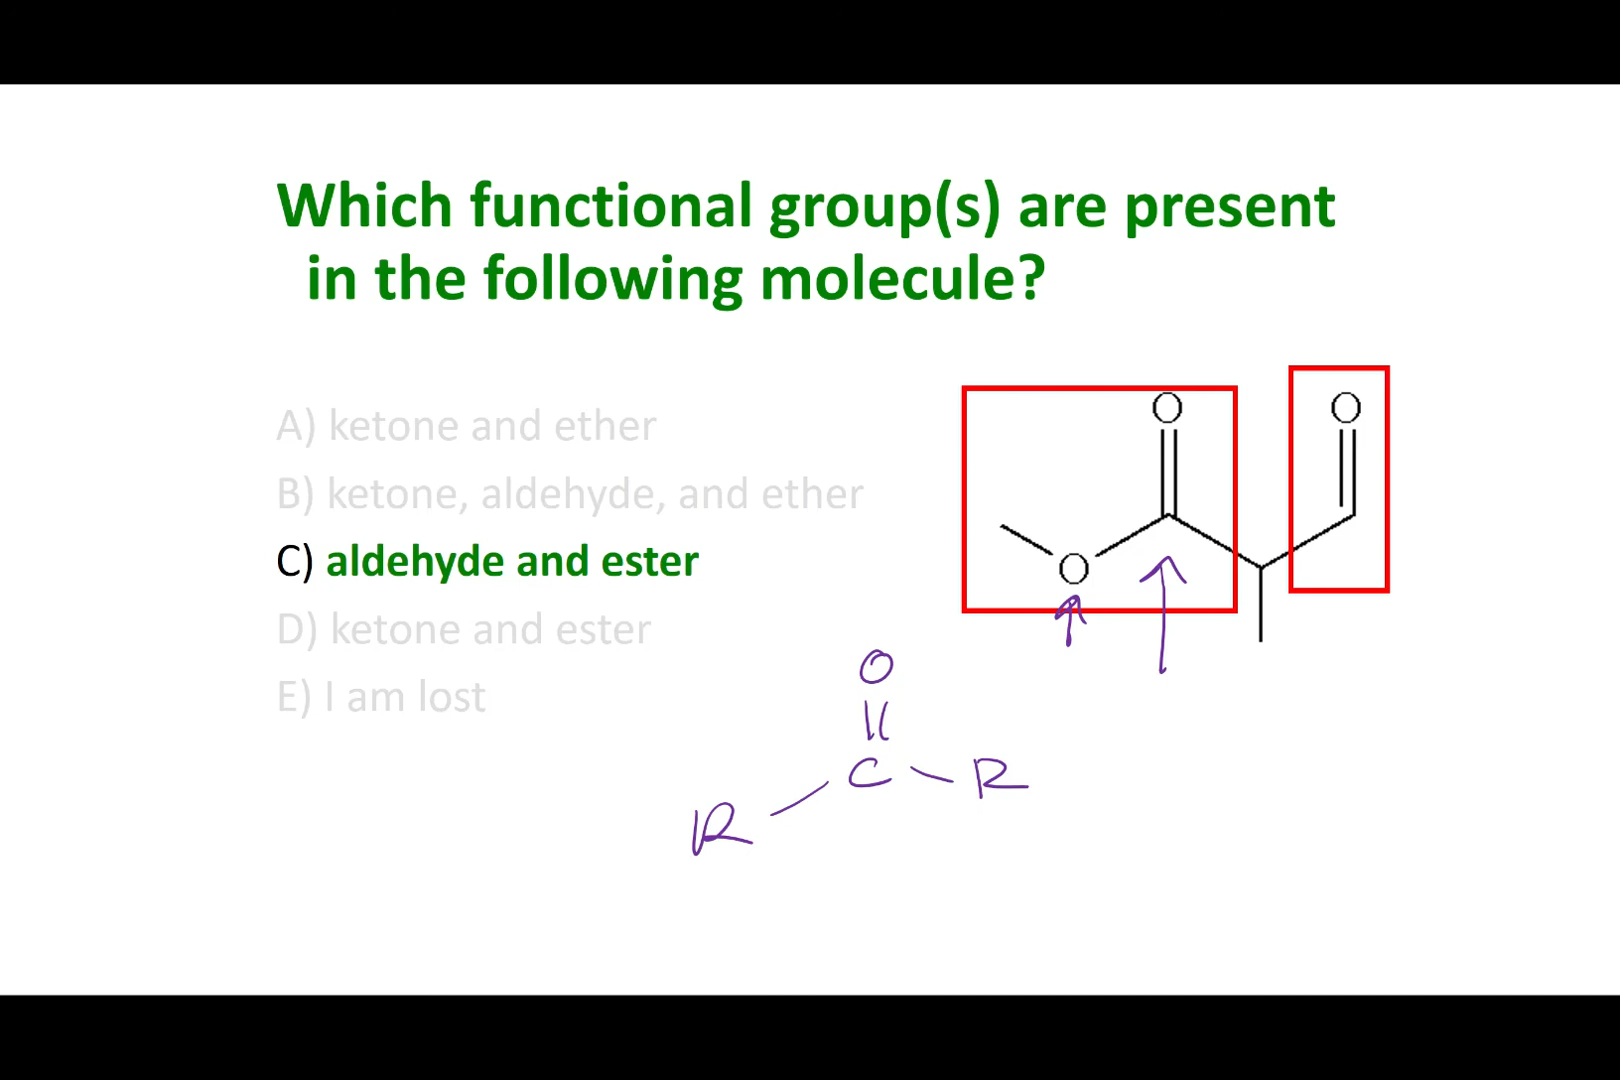 Which functional group(s) are present
in the following molecule?
A) ketone and ether
B) ketone, aldehyde, and ether
C) aldehyde and ester
D) ketone and ester
E) I am lost
O
O
O
O
C R
R